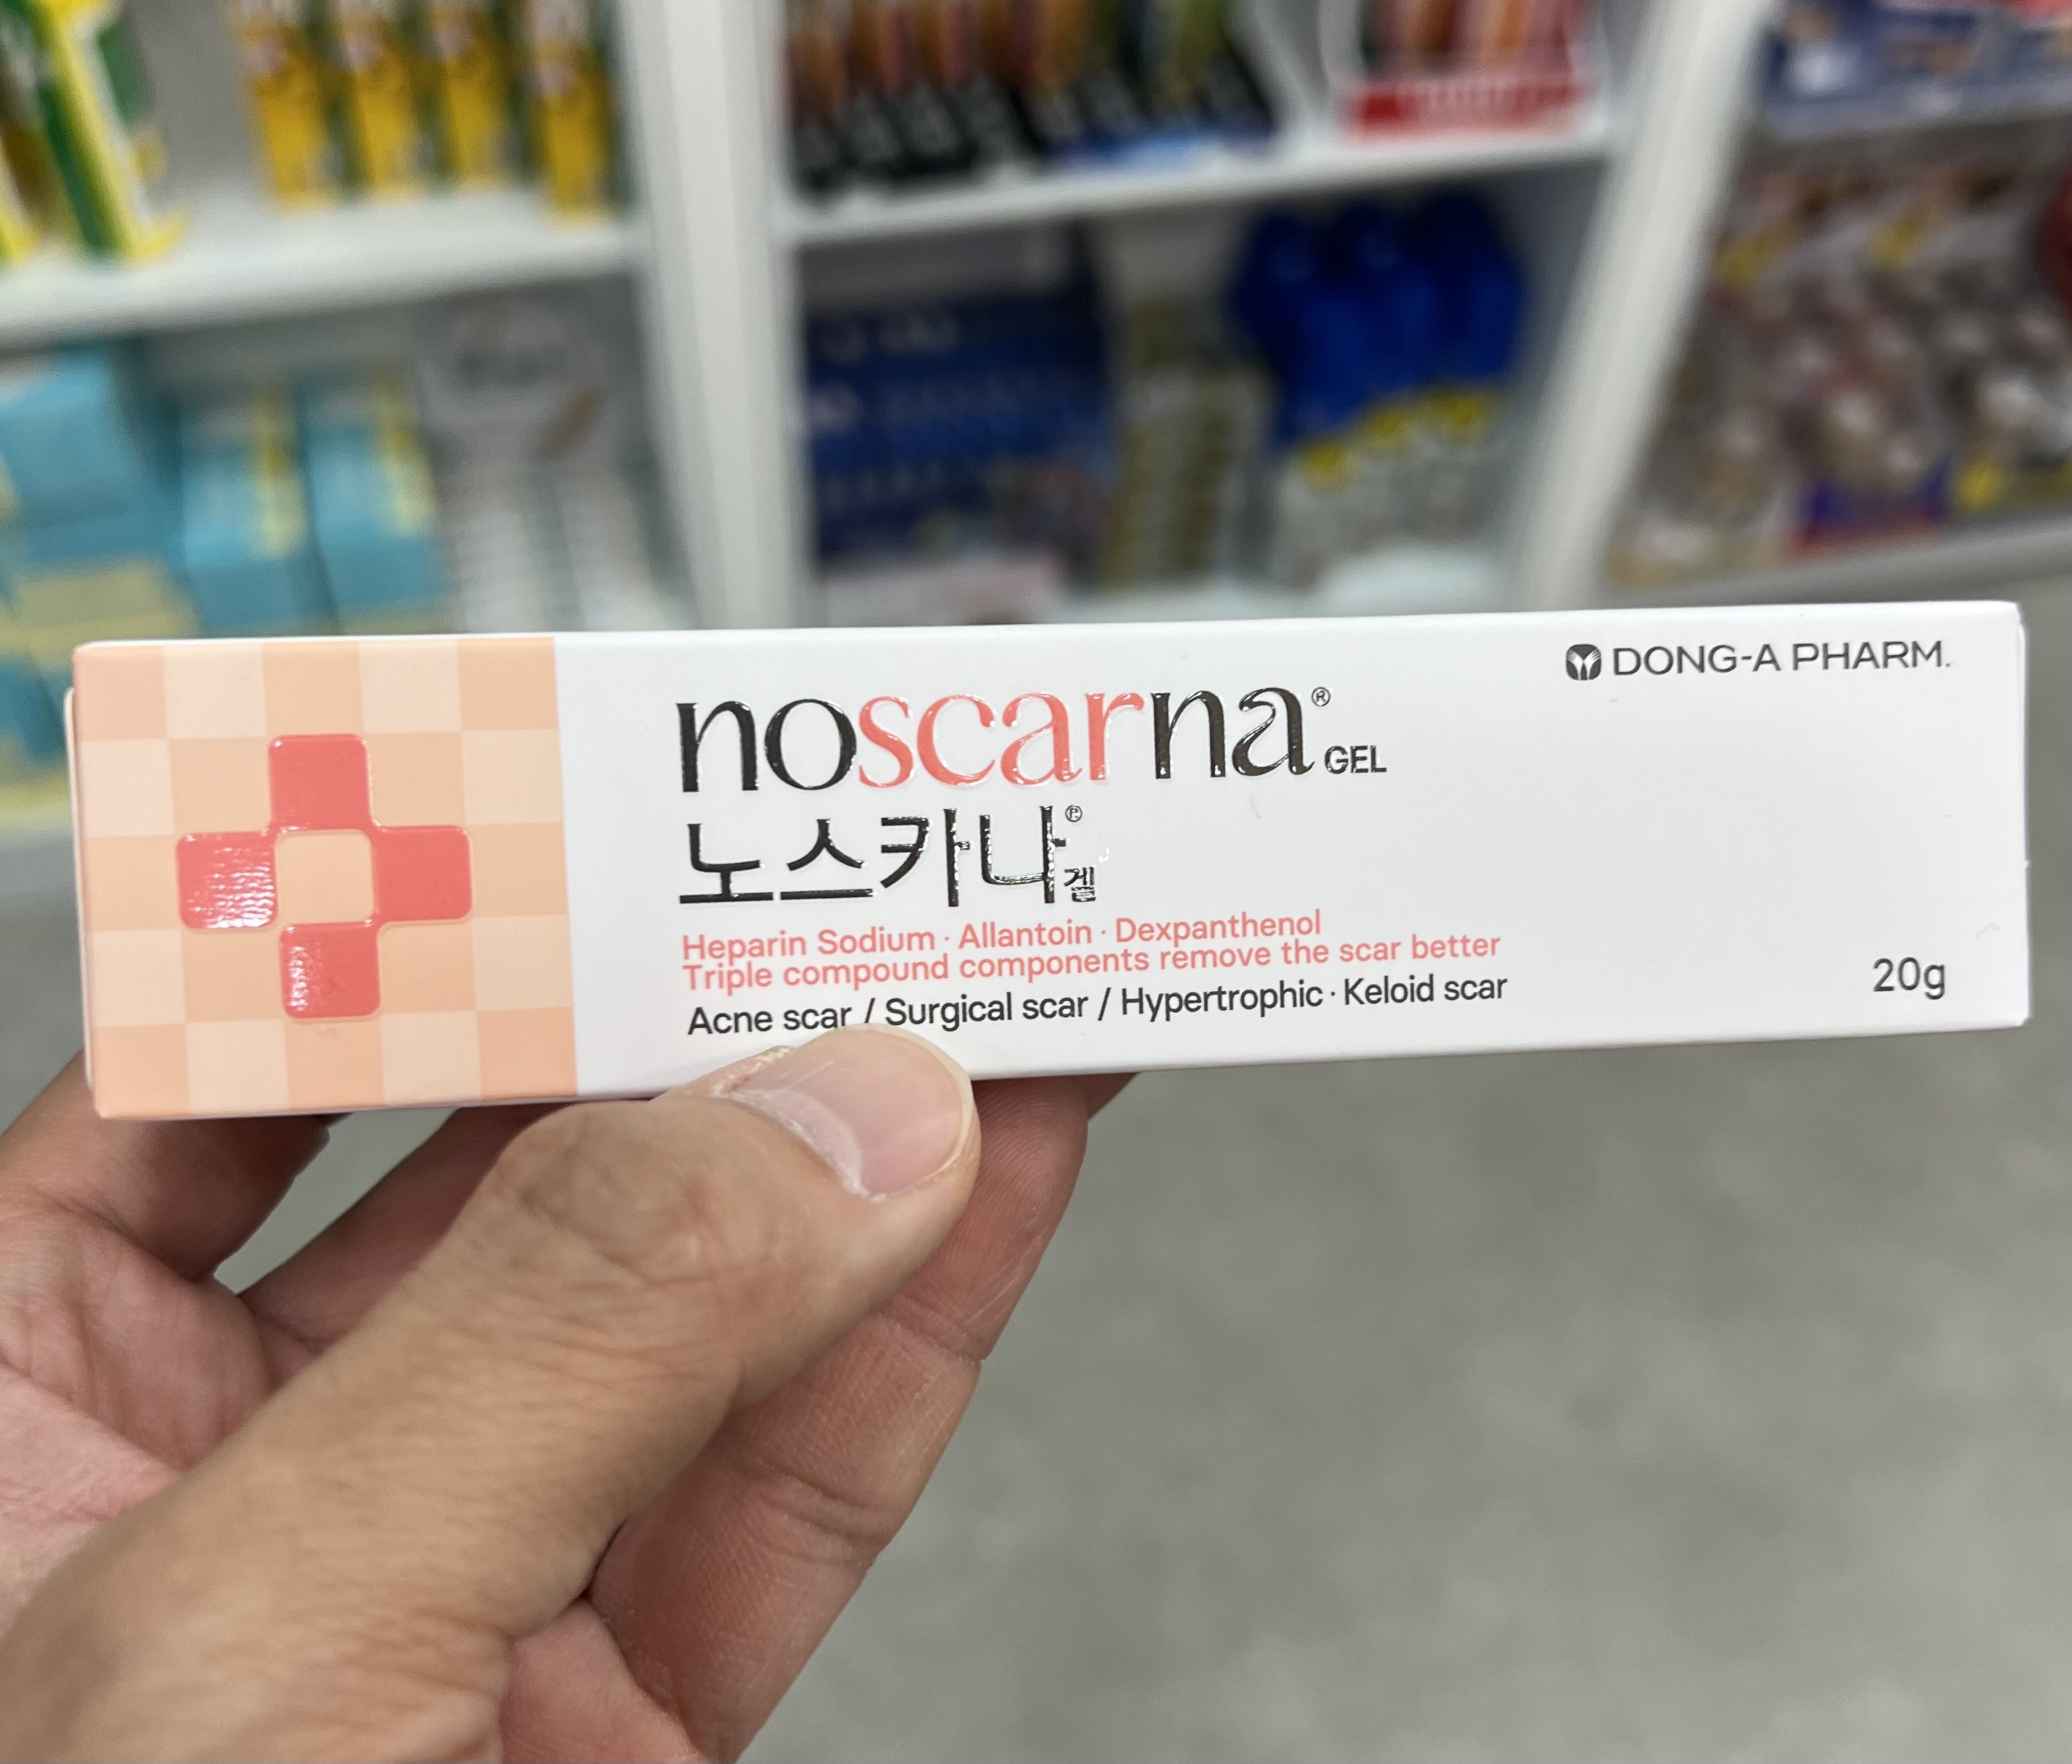 DONG-A PHARM.
noscarna® GEL
노스카나® 겔
Heparin Sodium · Allantoin · Dexpanthenol
Triple compound components remove the scar better
Acne scar / Surgical scar / Hypertrophic · Keloid scar
20g